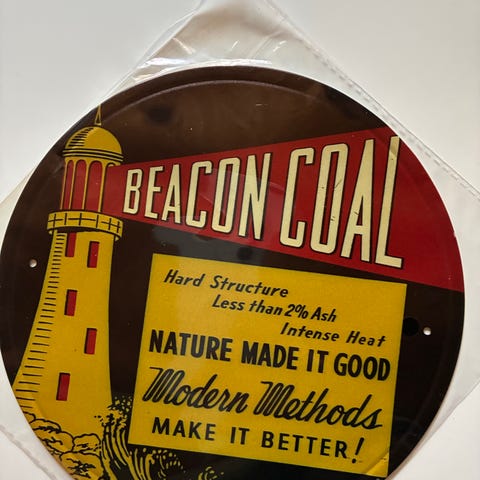 BEACON COAL
Hard Structure
Less than 2% Ash
Intense Heat
NATURE MADE IT GOOD
Modern Methods
MAKE IT BETTER!